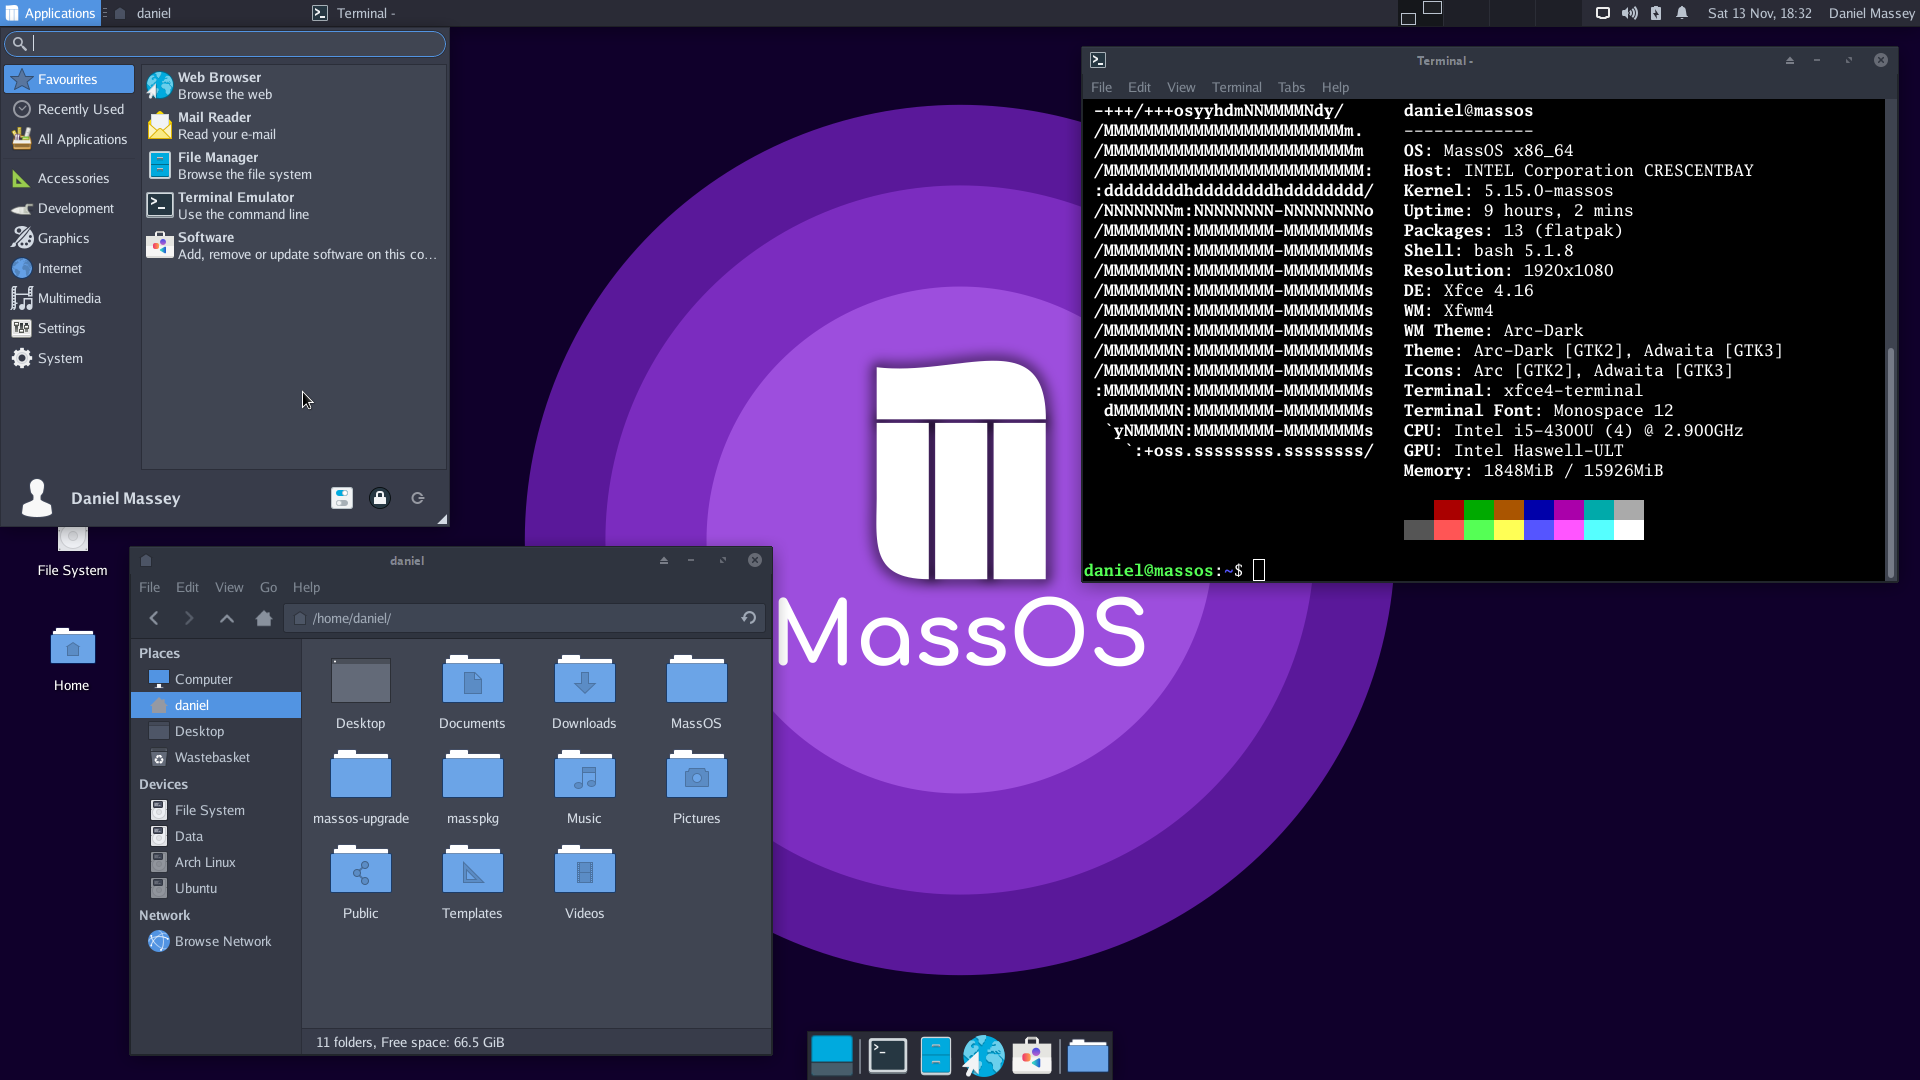 Applications
daniel
Terminal -
Sat 13 Nov, 18:32
Daniel Massey
Favourites
Recently Used
All Applications
Accessories
Development
Graphics
Internet
Multimedia
Settings
System
Web Browser
Browse the web
Mail Reader
Read your e-mail
File Manager
Browse the file system
Terminal Emulator
Use the command line
Software
Add, remove or update software on this co...
Daniel Massey
File System
Home
daniel
File Edit View Go Help
/home/daniel/
Places
Computer
daniel
Desktop
Wastebasket
Devices
File System
Data
Arch Linux
Ubuntu
Network
Browse Network
Desktop Documents Downloads MassOS
massos-upgrade masspkg Music Pictures
Public Templates Videos
11 folders, Free space: 66.5 GiB
MassOS
Terminal -
File Edit View Terminal Tabs Help
-+++/+++osyyhdmNNMMMMNdy/ daniel@massos
/MMMMMMMMMMMMMMMMMMMMMMMMm. -------------
/MMMMMMMMMMMMMMMMMMMMMMMMMm OS: MassOS x86_64
/MMMMMMMMMMMMMMMMMMMMMMMMMM: Host: INTEL Corporation CRESCENTBAY
:ddddddddhddddddddhdddddddd/ Kernel: 5.15.0-massos
/NNNNNNNm:NNNNNNNN-NNNNNNNNo Uptime: 9 hours, 2 mins
/MMMMMMMN:MMMMMMMM-MMMMMMMMs Packages: 13 (flatpak)
/MMMMMMMN:MMMMMMMM-MMMMMMMMs Shell: bash 5.1.8
/MMMMMMMN:MMMMMMMM-MMMMMMMMs Resolution: 1920x1080
/MMMMMMMN:MMMMMMMM-MMMMMMMMs DE: Xfce 4.16
/MMMMMMMN:MMMMMMMM-MMMMMMMMs WM: Xfwm4
/MMMMMMMN:MMMMMMMM-MMMMMMMMs WM Theme: Arc-Dark
/MMMMMMMN:MMMMMMMM-MMMMMMMMs Theme: Arc-Dark [GTK2], Adwaita [GTK3]
/MMMMMMMN:MMMMMMMM-MMMMMMMMs Icons: Arc [GTK2], Adwaita [GTK3]
:MMMMMMMN:MMMMMMMM-MMMMMMMMs Terminal: xfce4-terminal
dMMMMMMN:MMMMMMMM-MMMMMMMMs Terminal Font: Monospace 12
`yNMMMMN:MMMMMMMM-MMMMMMMMs CPU: Intel i5-4300U (4) @ 2.900GHz
`:+oss.ssssssss.ssssssss/ GPU: Intel Haswell-ULT
Memory: 1848MiB / 15926MiB
daniel@massos:~$